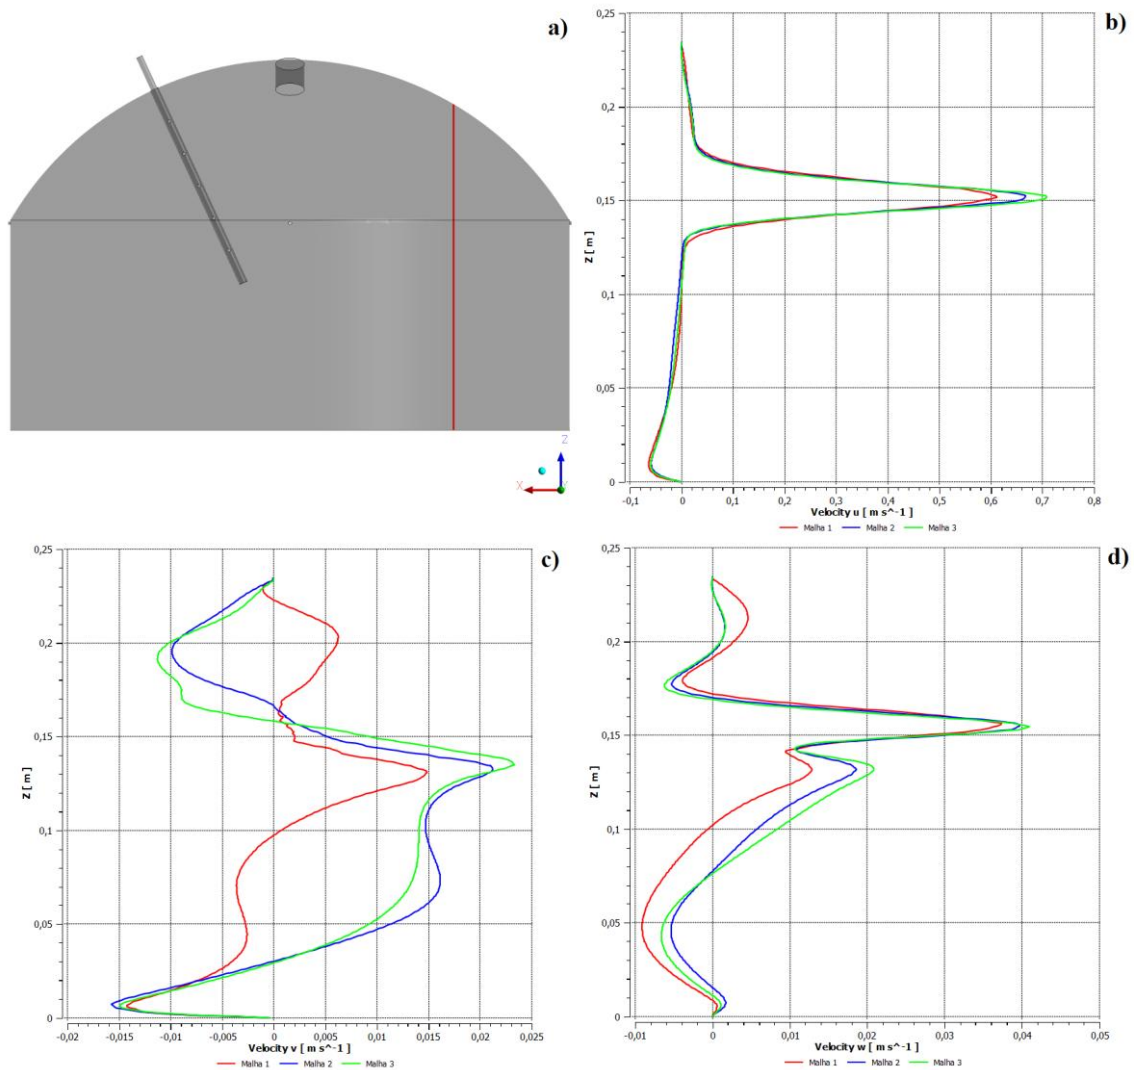 a)
X
Z
Y
b)
0,25
0,2
0,15
0,1
0,05
0
Z [ m ]
-0,1 0 0,1 0,2 0,3 0,4 0,5 0,6 0,7 0,8
Velocity u [ m s^-1 ]
Malha 1 Malha 2 Malha 3
c)
0,25
0,2
0,15
0,1
0,05
0
Z [ m ]
-0,02 -0,015 -0,01 -0,005 0 0,005 0,01 0,015 0,02 0,025
Velocity v [ m s^-1 ]
Malha 1 Malha 2 Malha 3
d)
0,25
0,2
0,15
0,1
0,05
0
Z [ m ]
-0,01 0 0,01 0,02 0,03 0,04 0,05
Velocity w [ m s^-1 ]
Malha 1 Malha 2 Malha 3